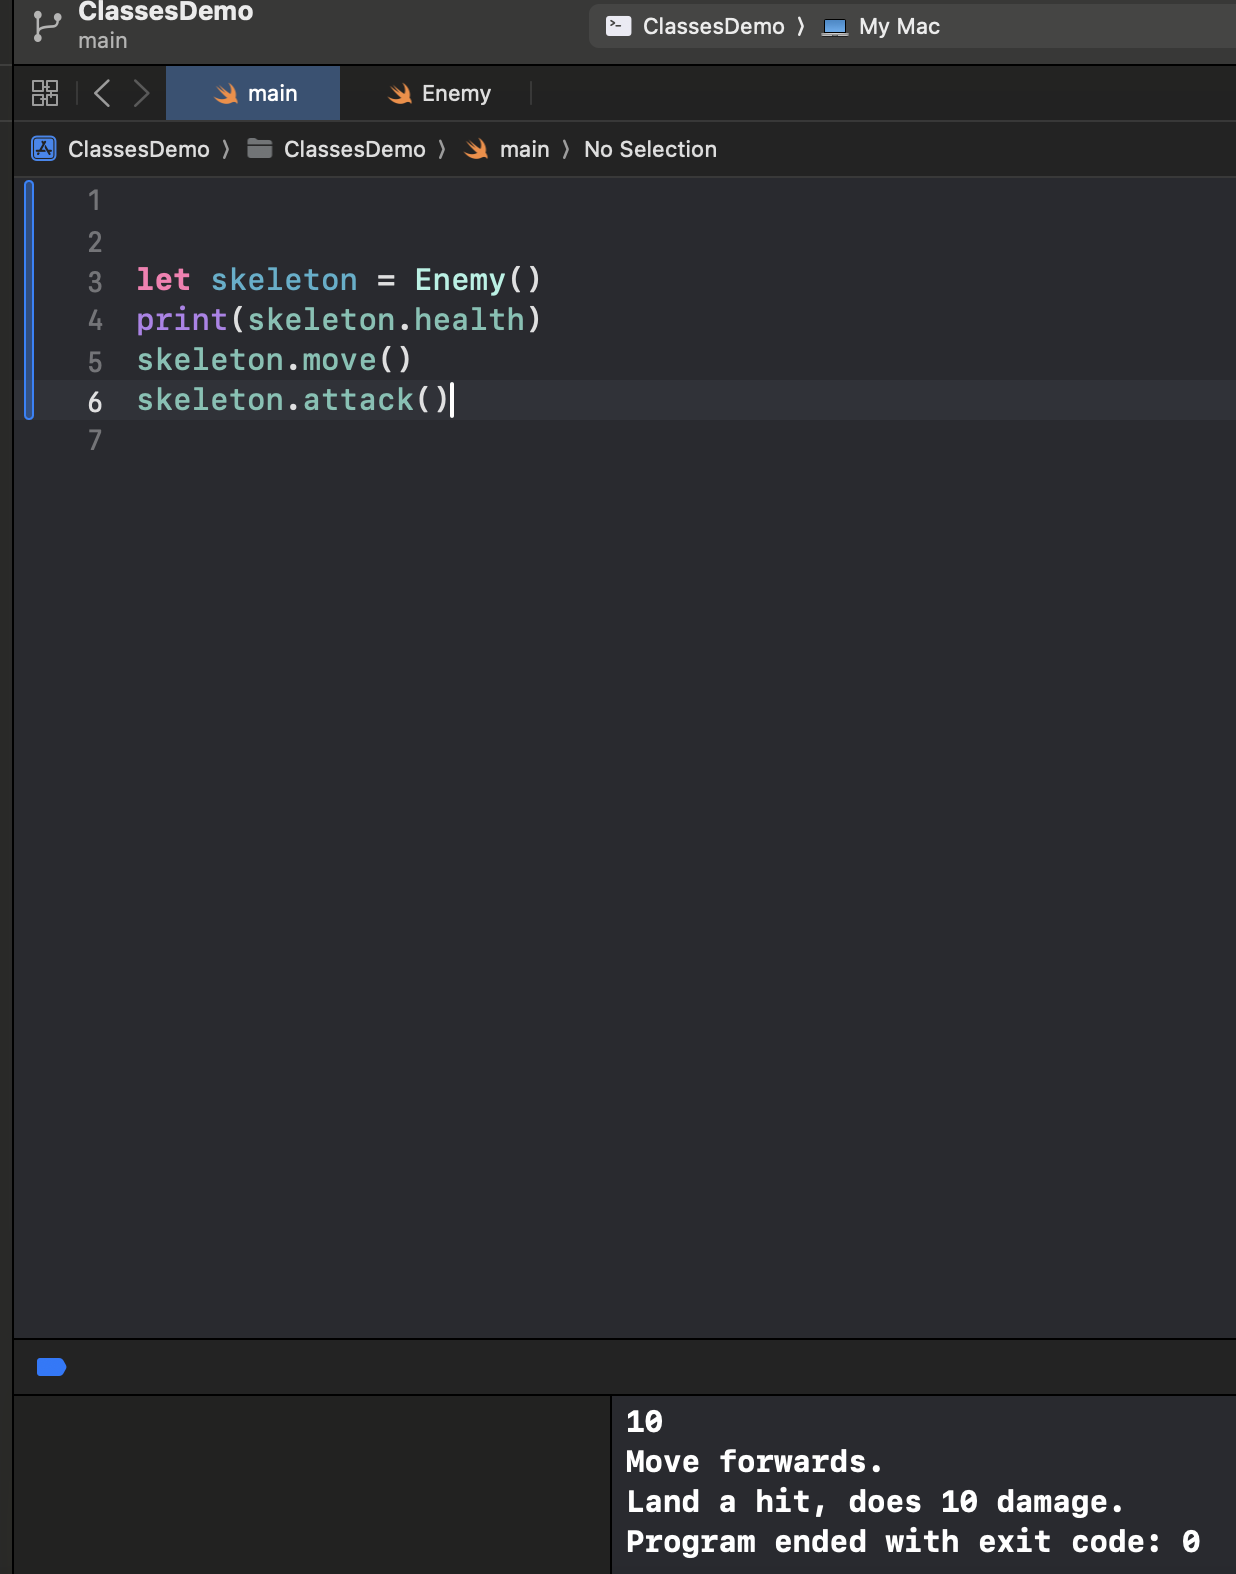 ClassesDemo
main
ClassesDemo 〉 My Mac
main Enemy
ClassesDemo 〉 ClassesDemo 〉 main 〉 No Selection
1
2
3 let skeleton = Enemy()
4 print(skeleton.health)
5 skeleton.move()
6 skeleton.attack()
7
10
Move forwards.
Land a hit, does 10 damage.
Program ended with exit code: 0